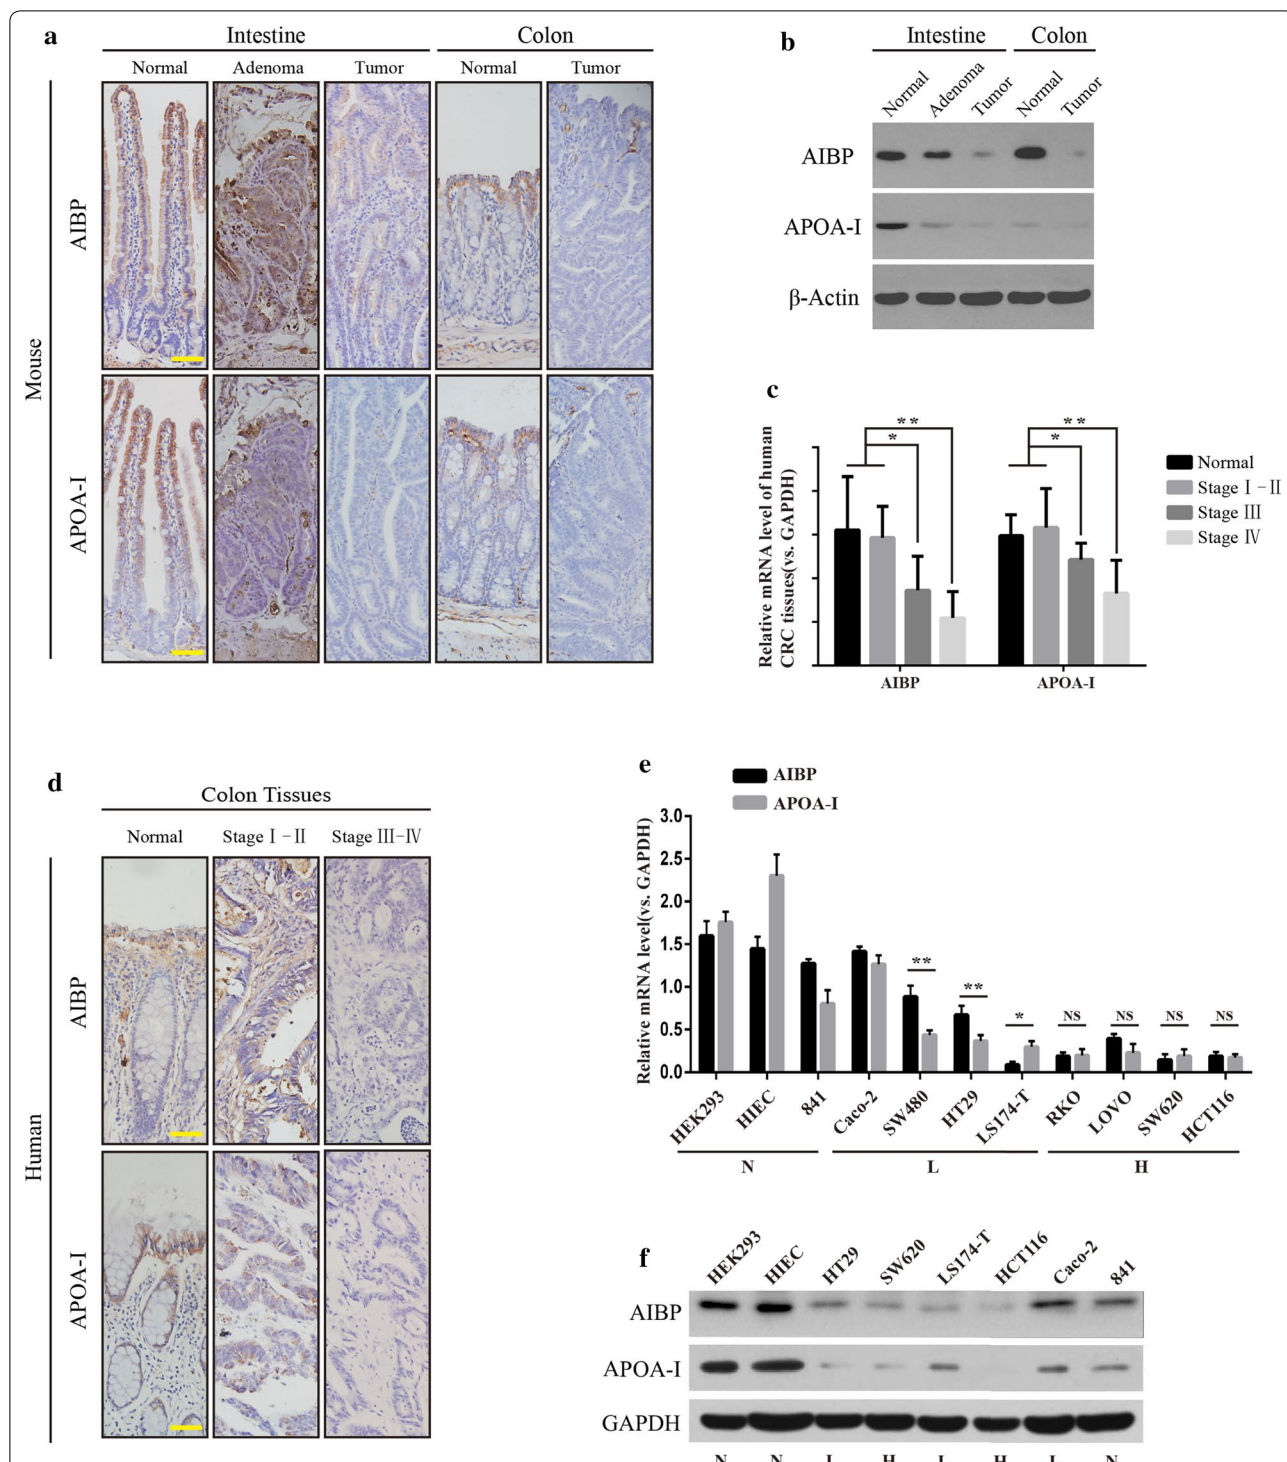 a
Intestine Colon
Normal Adenoma Tumor Normal Tumor
Mouse
AIBP
APOA-I
b
Intestine Colon
Normal Adenoma Tumor Normal Tumor
AIBP
APOA-I
β-Actin
c
Relative mRNA level of human
CRC tissues(vs. GAPDH)
** **
* *
Normal
Stage Ⅰ-Ⅱ
Stage Ⅲ
Stage Ⅳ
AIBP APOA-I
d
Colon Tissues
Normal Stage Ⅰ-Ⅱ Stage Ⅲ-Ⅳ
Human
AIBP
APOA-I
e
AIBP
APOA-I
Relative mRNA level(vs. GAPDH)
3.0
2.5
2.0
1.5
1.0
0.5
0.0
** ** * NS NS NS NS
HEK293 HIEC 841 Caco-2 SW480 HT29 LS174-T RKO LOVO SW620 HCT116
N L H
f
HEK293 HIEC HT29 SW620 LS174-T HCT116 Caco-2 841
AIBP
APOA-I
GAPDH
N N L H L H L N